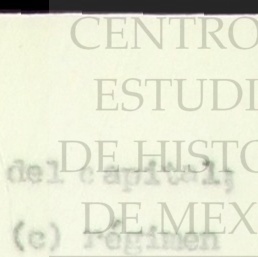 CENTRO
ESTUDI
DE HISTO
del capital;
DE MEX
(c) régimen